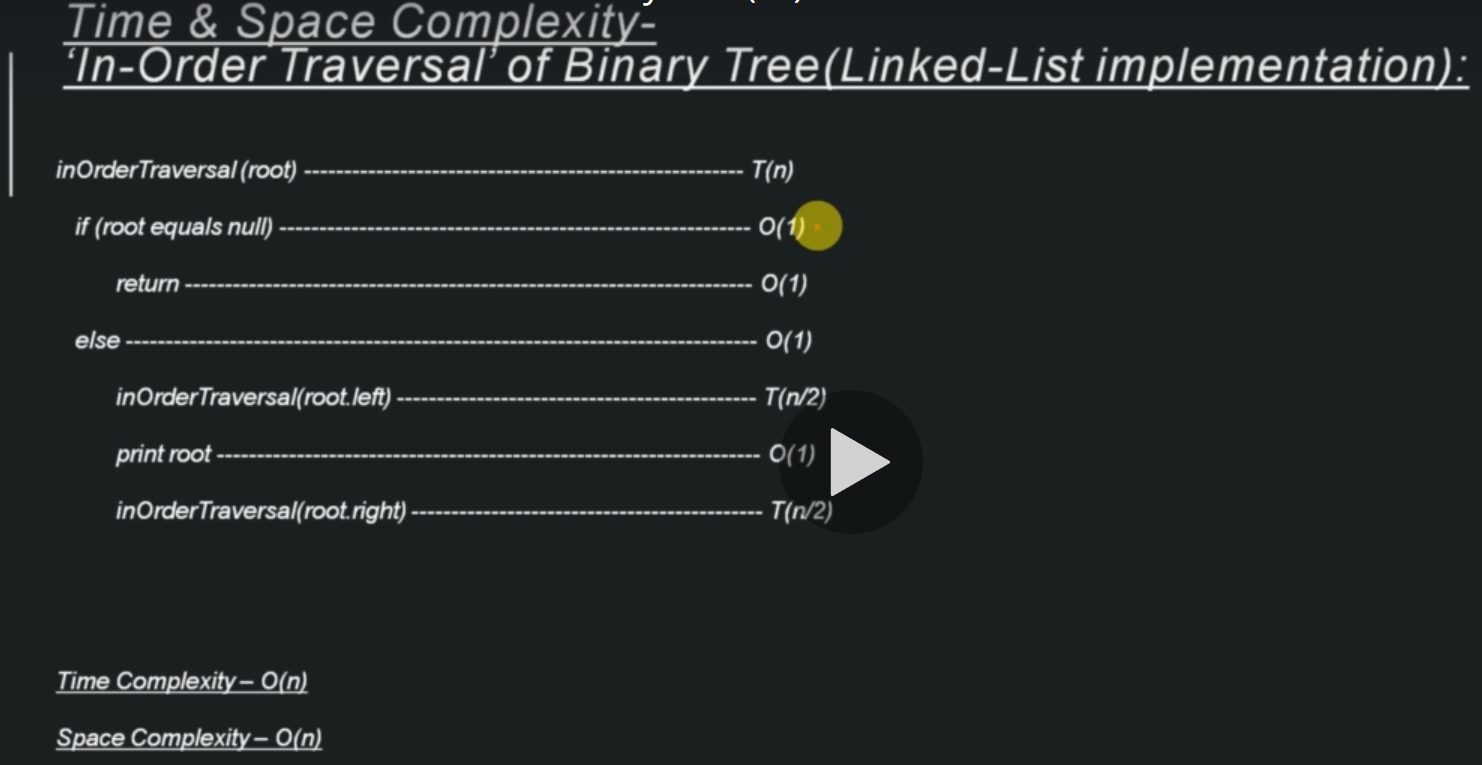 Time & Space Complexity-
‘In-Order Traversal’ of Binary Tree(Linked-List implementation):
inOrderTraversal (root) ------------------------------------------------------- T(n)
if (root equals null) ----------------------------------------------------------- O(1)
return ----------------------------------------------------------------------- O(1)
else ------------------------------------------------------------------------------- O(1)
inOrderTraversal(root.left) --------------------------------------------- T(n/2)
print root -------------------------------------------------------------------- O(1)
inOrderTraversal(root.right) -------------------------------------------- T(n/2)
Time Complexity – O(n)
Space Complexity – O(n)